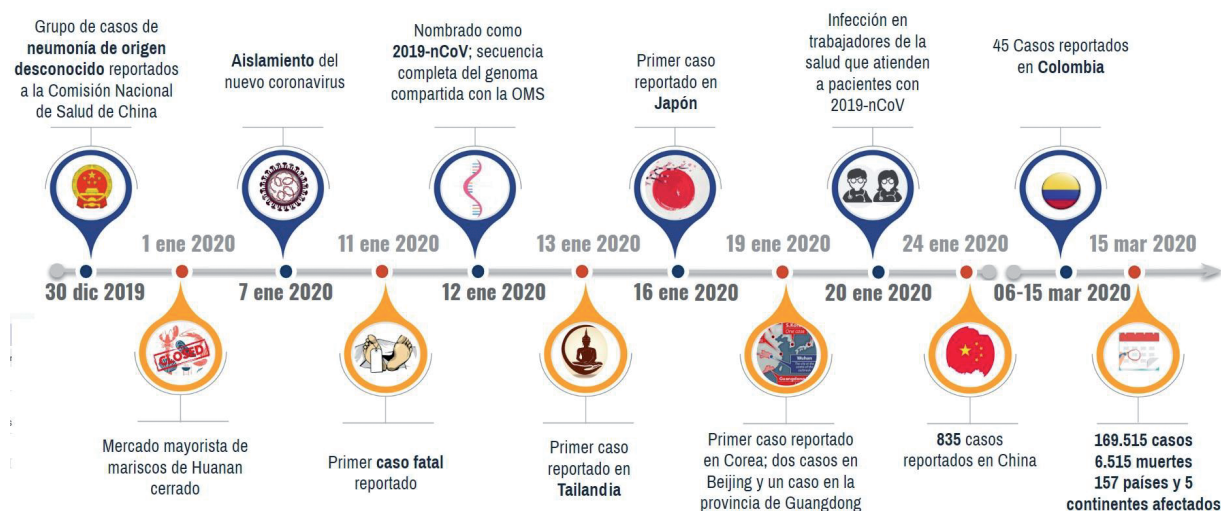 Grupo de casos de
neumonía de origen
desconocido reportados
a la Comisión Nacional
de Salud de China
Aislamiento del
nuevo coronavirus
Nombrado como
2019-nCoV; secuencia
completa del genoma
compartida con la OMS
Primer caso
reportado en
Japón
Infección en
trabajadores de la
salud que atienden
a pacientes con
2019-nCoV
45 Casos reportados
en Colombia
1 ene 2020
11 ene 2020
13 ene 2020
19 ene 2020
24 ene 2020
15 mar 2020
30 dic 2019
7 ene 2020
12 ene 2020
16 ene 2020
20 ene 2020
06-15 mar 2020
CLOSED
Wuhan
Guangdong
Mercado mayorista de
mariscos de Huanan
cerrado
Primer caso fatal
reportado
Primer caso
reportado en
Tailandia
Primer caso reportado
en Corea; dos casos en
Beijing y un caso en la
provincia de Guangdong
835 casos
reportados en China
169.515 casos
6.515 muertes
157 países y 5
continentes afectados